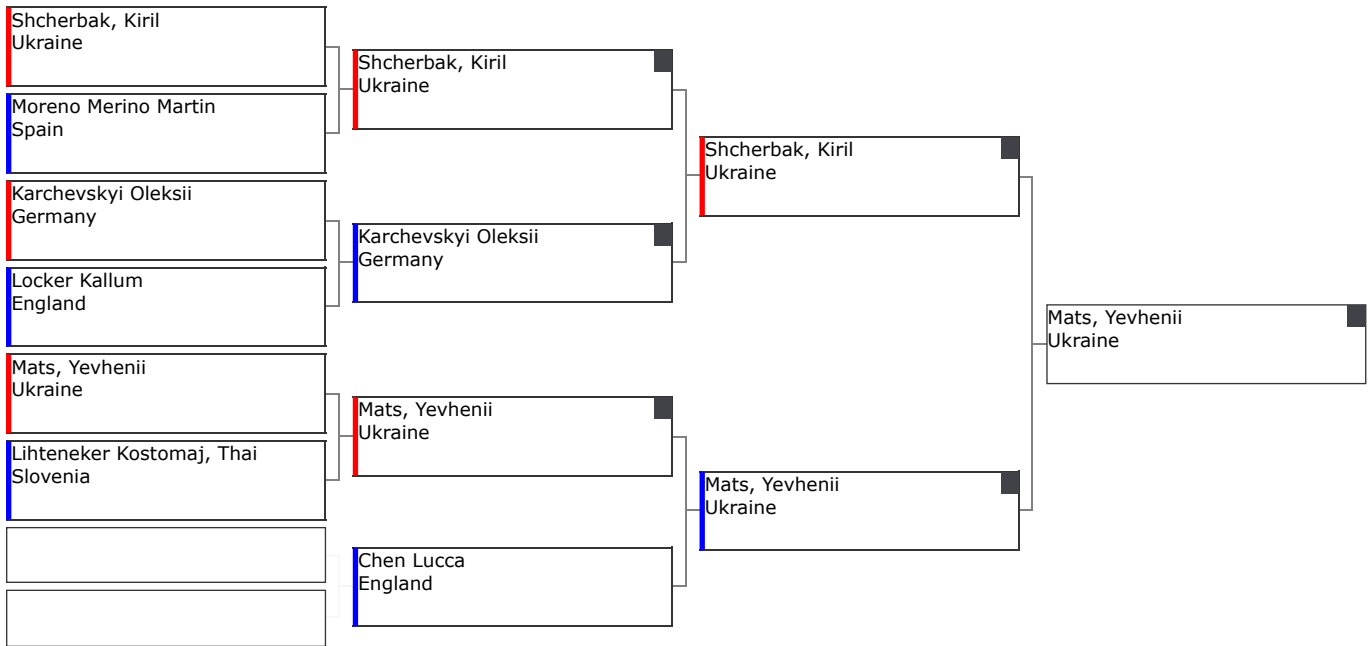 Shcherbak, Kiril
Ukraine
Moreno Merino Martin
Spain
Karchevskyi Oleksii
Germany
Locker Kallum
England
Mats, Yevhenii
Ukraine
Lihteneker Kostomaj, Thai
Slovenia
Shcherbak, Kiril
Ukraine
Karchevskyi Oleksii
Germany
Mats, Yevhenii
Ukraine
Chen Lucca
England
Shcherbak, Kiril
Ukraine
Mats, Yevhenii
Ukraine
Mats, Yevhenii
Ukraine